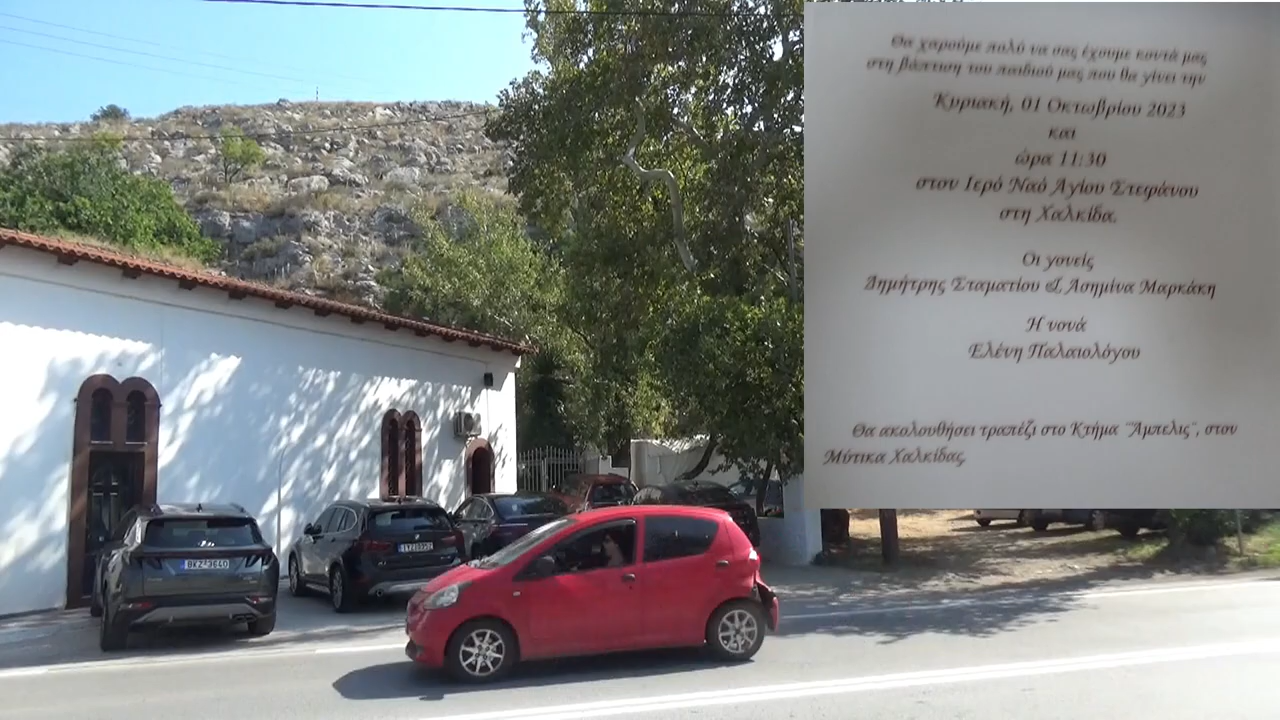 Θα χαρούμε πολύ να σας έχουμε κοντά μας
στη βάπτιση του παιδιού μας που θα γίνει την
Κυριακή, 01 Οκτωβρίου 2023
και
ώρα 11:30
στον Ιερό Ναό Αγίου Στεφάνου
στη Χαλκίδα.
Οι γονείς
Δημήτρης Σταματίου & Ασημίνα Μαρκάκη
Η νονά
Ελένη Παλαιολόγου
Θα ακολουθήσει τραπέζι στο Κτήμα "Άμπελις", στον
Μύτικα Χαλκίδας.